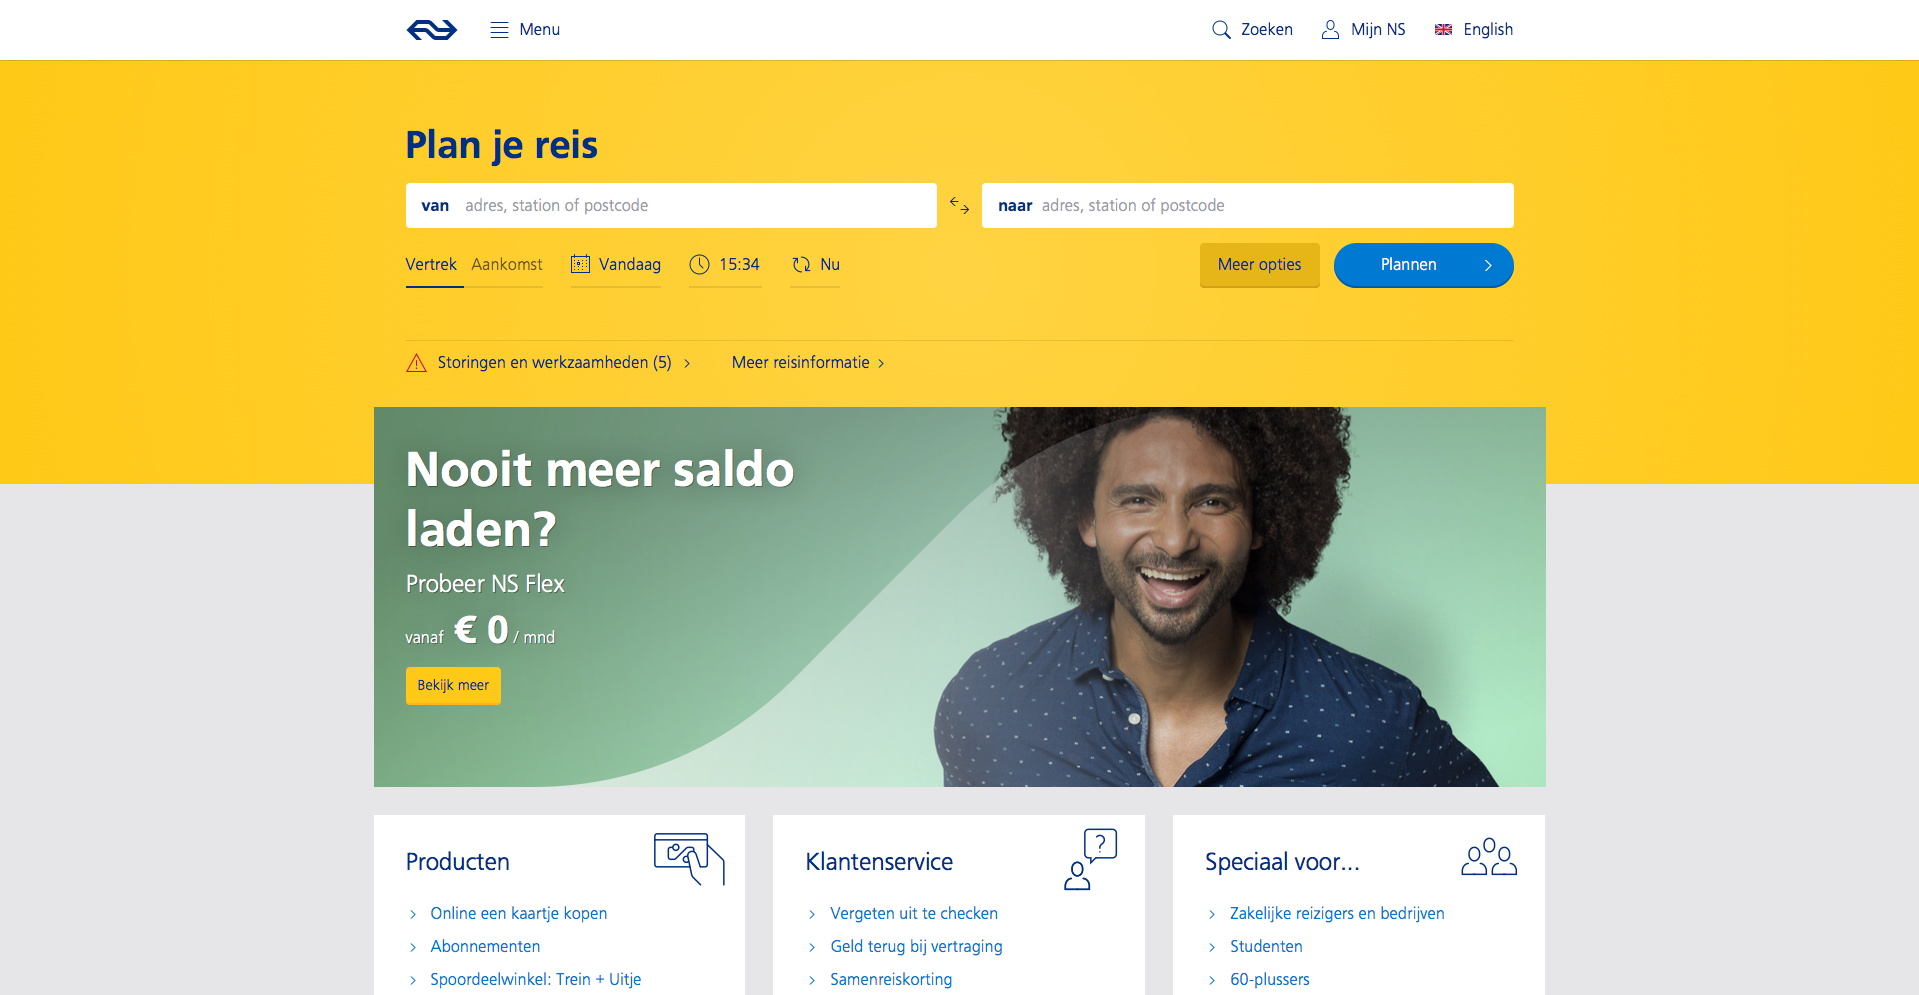 Menu
Zoeken
Mijn NS
English
Plan je reis
van adres, station of postcode
naar adres, station of postcode
Vertrek Aankomst Vandaag 15:34 Nu
Meer opties
Plannen
Storingen en werkzaamheden (5)
Meer reisinformatie
Nooit meer saldo
laden?
Probeer NS Flex
vanaf € 0 / mnd
Bekijk meer
Producten
Online een kaartje kopen
Abonnementen
Spoordeelwinkel: Trein + Uitje
Klantenservice
Vergeten uit te checken
Geld terug bij vertraging
Samenreiskorting
Speciaal voor...
Zakelijke reizigers en bedrijven
Studenten
60-plussers